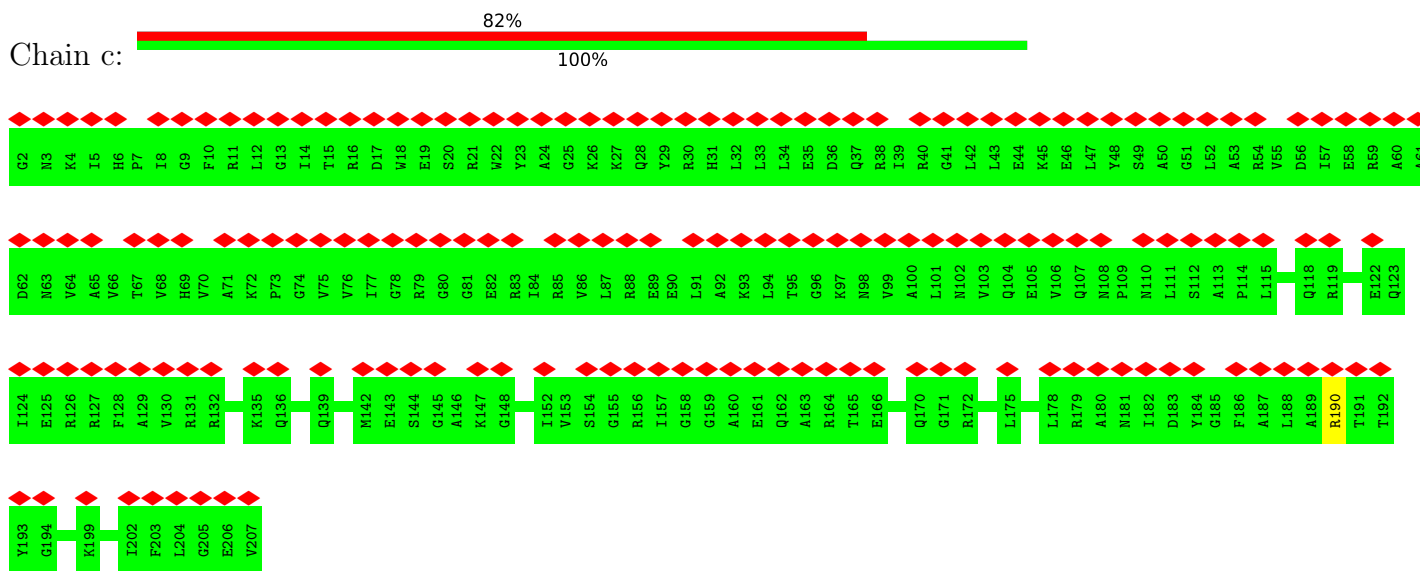 82%
Chain c:
100%
G2 N3 K4 I5 H6 P7 I8 G9 F10 R11 L12 G13 I14 T15 R16 D17 W18 E19 S20 R21 W22 Y23 A24 G25 K26 K27 Q28 Y29 R30 H31 L32 L33 L34 E35 D36 Q37 R38 I39 R40 G41 L42 L43 E44 K45 E46 L47 Y48 S49 A50 G51 L52 A53 R54 V55 D56 I57 E58 R59 A60 A61
D62 N63 V64 A65 V66 T67 V68 H69 V70 A71 K72 P73 G74 V75 V76 I77 G78 R79 G80 G81 E82 R83 I84 R85 V86 L87 R88 E89 E90 L91 A92 K93 L94 T95 G96 K97 N98 V99 A100 L101 N102 V103 Q104 E105 V106 Q107 N108 P109 N110 L111 S112 A113 P114 L115 Q118 R119 E122 Q123
I124 E125 R126 R127 F128 A129 V130 R131 R132 K135 Q136 Q139 M142 E143 S144 G145 A146 K147 G148 I152 V153 S154 G155 R156 I157 G158 G159 A160 E161 Q162 A163 R164 T165 E166 Q170 G171 R172 L175 L178 R179 A180 N181 I182 D183 Y184 G185 F186 A187 L188 A189 R190 T191 T192
Y193 G194 K199 I202 F203 L204 G205 E206 V207